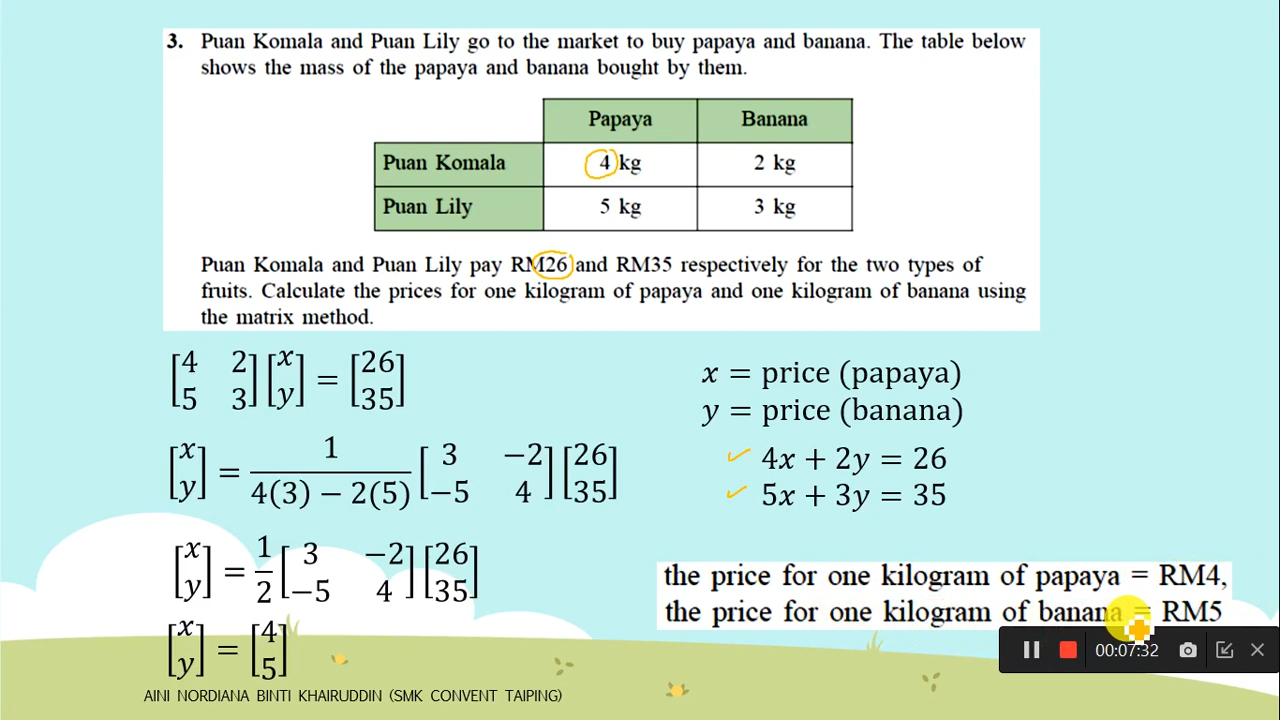 3. Puan Komala and Puan Lily go to the market to buy papaya and banana. The table below
shows the mass of the papaya and banana bought by them.
Papaya Banana
Puan Komala 4 kg 2 kg
Puan Lily 5 kg 3 kg
Puan Komala and Puan Lily pay RM26 and RM35 respectively for the two types of
fruits. Calculate the prices for one kilogram of papaya and one kilogram of banana using
the matrix method.
[4 2
5 3] [x
y] = [26
35]
[x
y] = 1
4(3) − 2(5) [3 −2
−5 4] [26
35]
[x
y] = 1
2 [3 −2
−5 4] [26
35]
[x
y] = [4
5]
x = price (papaya)
y = price (banana)
✓ 4x + 2y = 26
✓ 5x + 3y = 35
the price for one kilogram of papaya = RM4,
the price for one kilogram of banana = RM5
00:07:32
AINI NORDIANA BINTI KHAIRUDDIN (SMK CONVENT TAIPING)